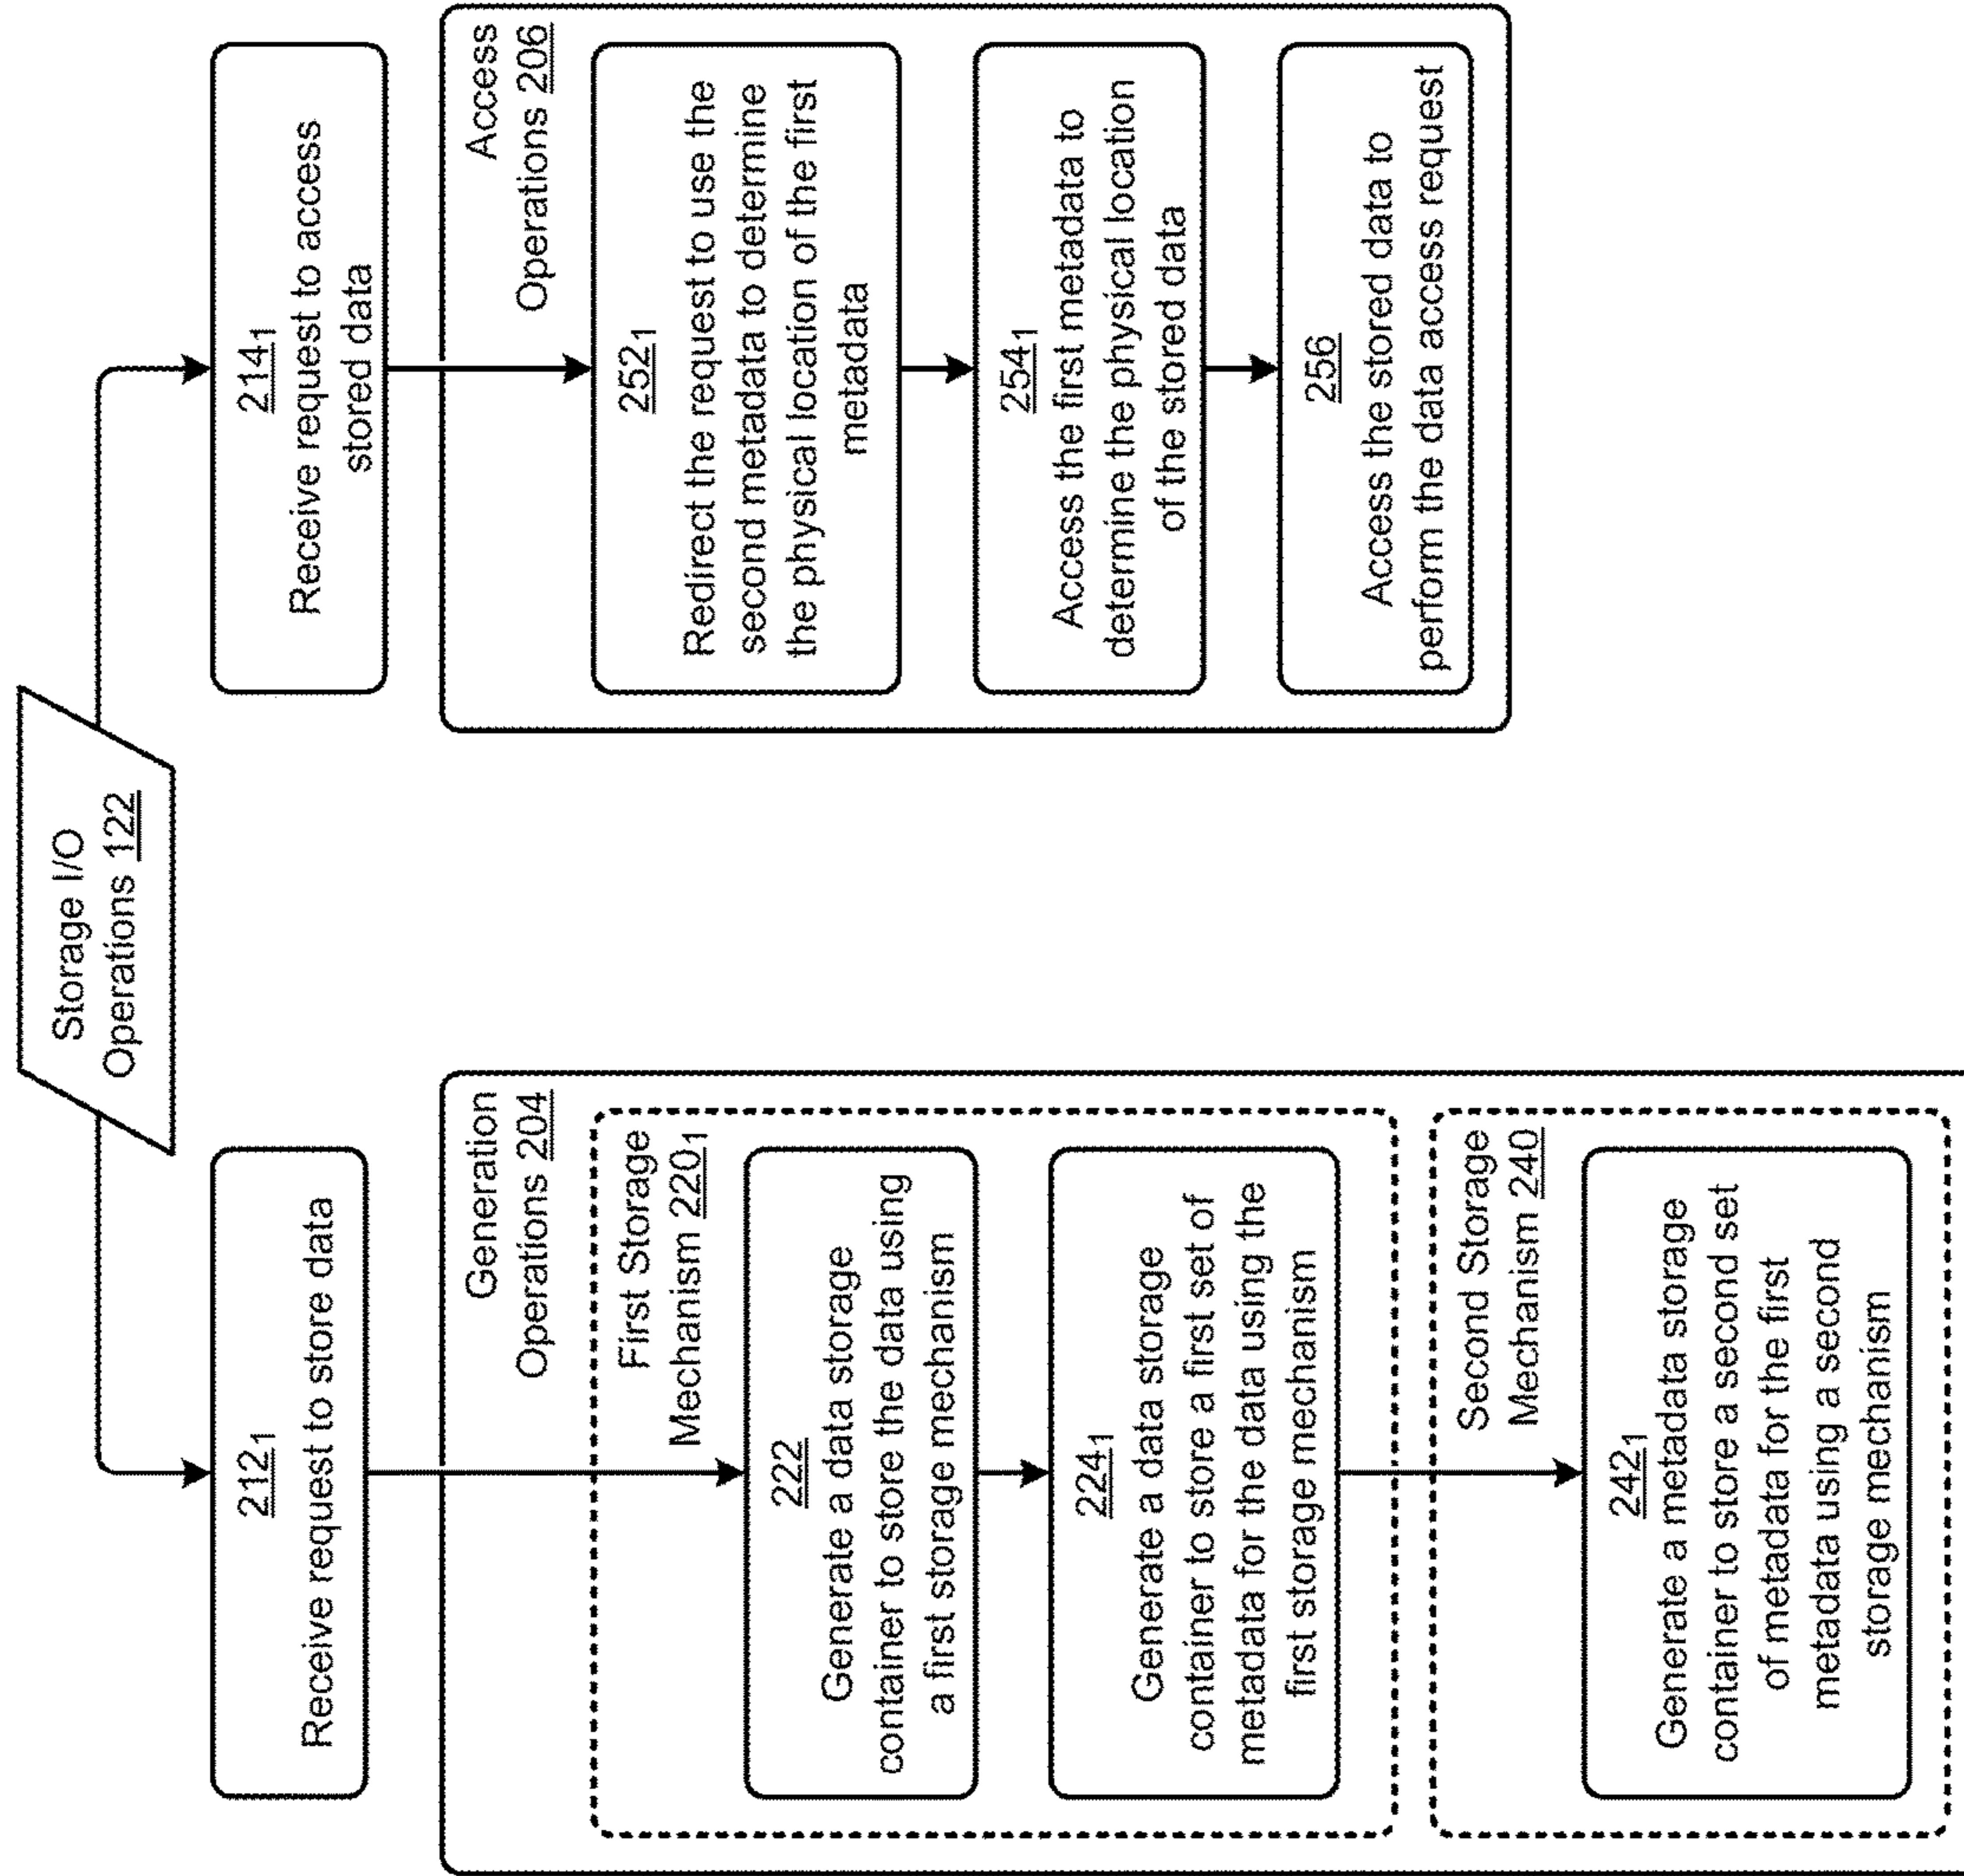 Storage I/O
Operations 122
212₁
Receive request to store data
Generation
Operations 204
First Storage
Mechanism 220₁
222
Generate a data storage
container to store the data using
a first storage mechanism
224₁
Generate a data storage
container to store a first set of
metadata for the data using the
first storage mechanism
Second Storage
Mechanism 240
242₁
Generate a metadata storage
container to store a second set
of metadata for the first
metadata using a second
storage mechanism
214₁
Receive request to access
stored data
Access
Operations 206
252₁
Redirect the request to use the
second metadata to determine
the physical location of the first
metadata
254₁
Access the first metadata to
determine the physical location
of the stored data
256
Access the stored data to
perform the data access request